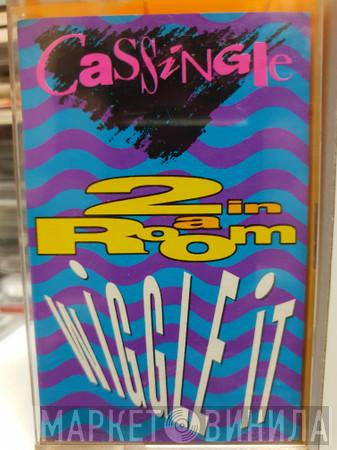 CaSSiNGle
2 in
a
Room
WiGGLE iT
МАРКЕТ ВИНИЛА